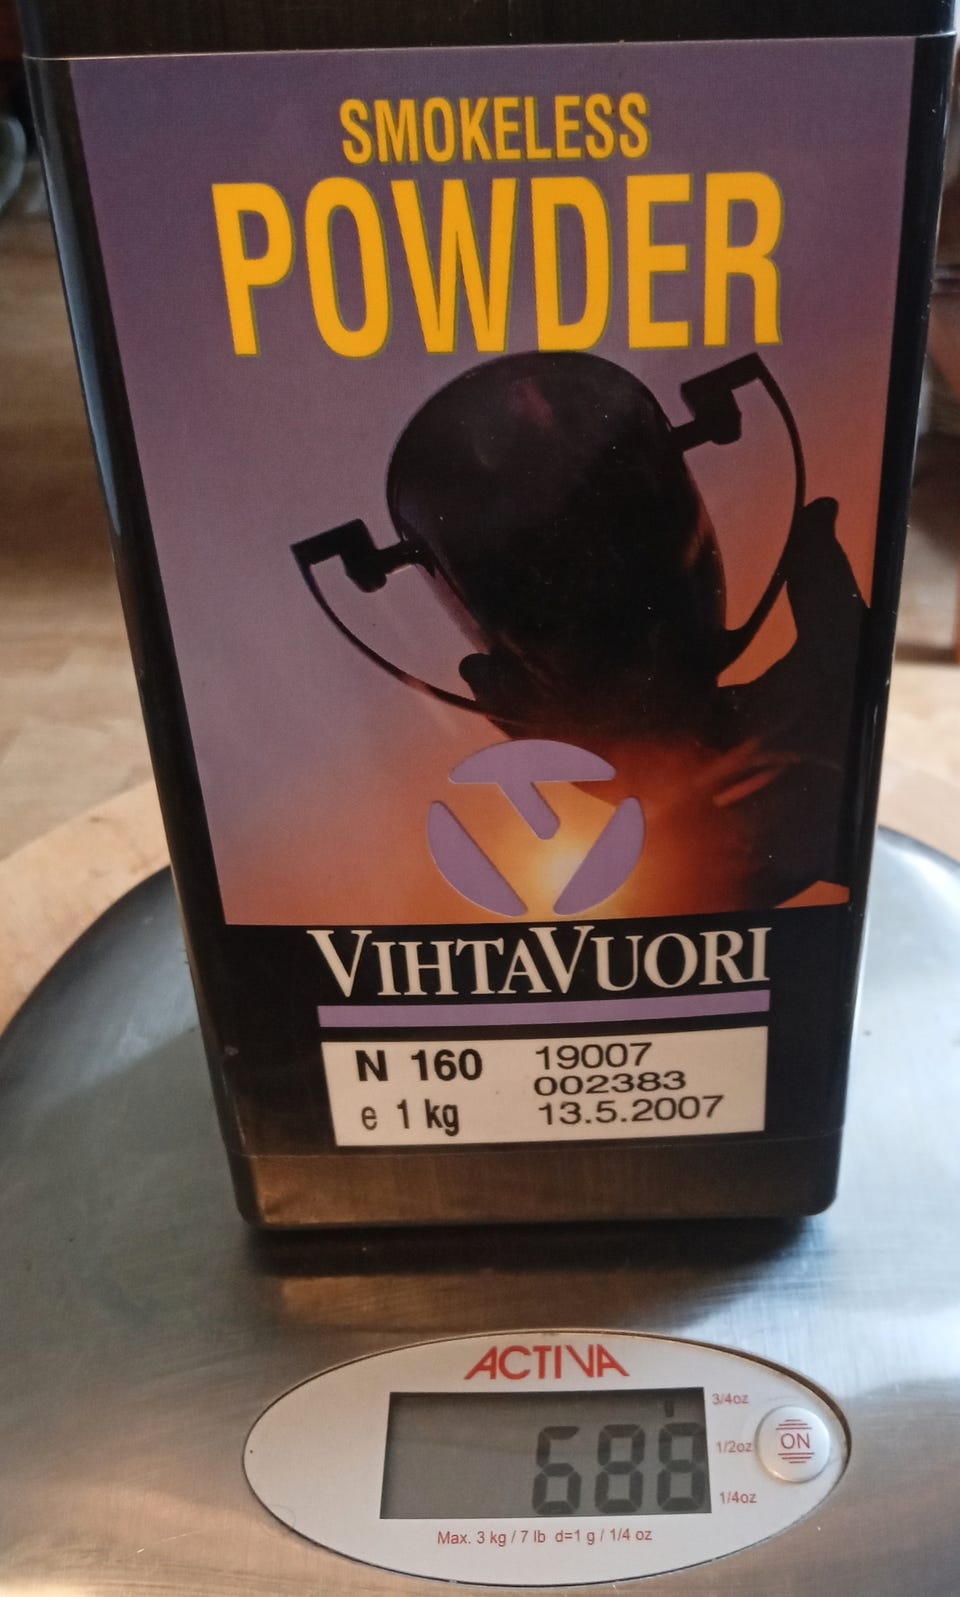 SMOKELESS
POWDER
VIHTAVUORI
N 160 19007
002383
e 1 kg 13.5.2007
ACTIVA
g
688
3/4oz
1/2oz
1/4oz
ON
Max. 3 kg / 7 lb d=1 g / 1/4 oz